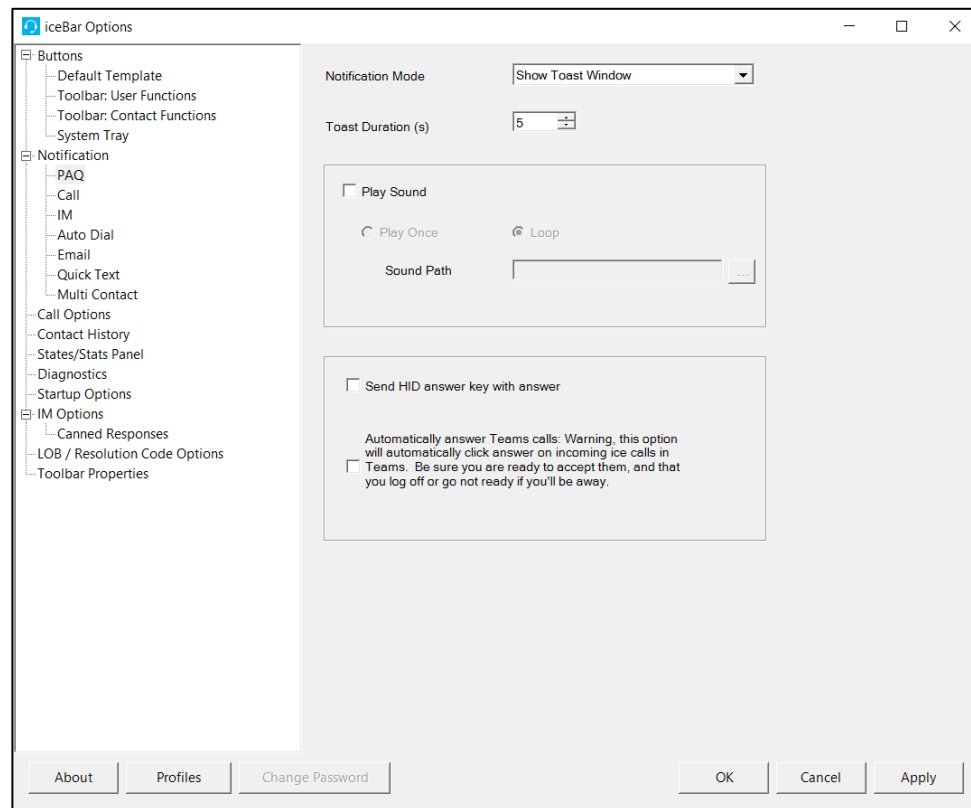 iceBar Options
Buttons
Default Template
Toolbar: User Functions
Toolbar: Contact Functions
System Tray
Notification
PAQ
Call
IM
Auto Dial
Email
Quick Text
Multi Contact
Call Options
Contact History
States/Stats Panel
Diagnostics
Startup Options
IM Options
Canned Responses
LOB / Resolution Code Options
Toolbar Properties
Notification Mode
Show Toast Window
Toast Duration (s)
5
Play Sound
Play Once
Loop
Sound Path
...
Send HID answer key with answer
Automatically answer Teams calls: Warning, this option
will automatically click answer on incoming ice calls in
Teams. Be sure you are ready to accept them, and that
you log off or go not ready if you'll be away.
About
Profiles
Change Password
OK
Cancel
Apply